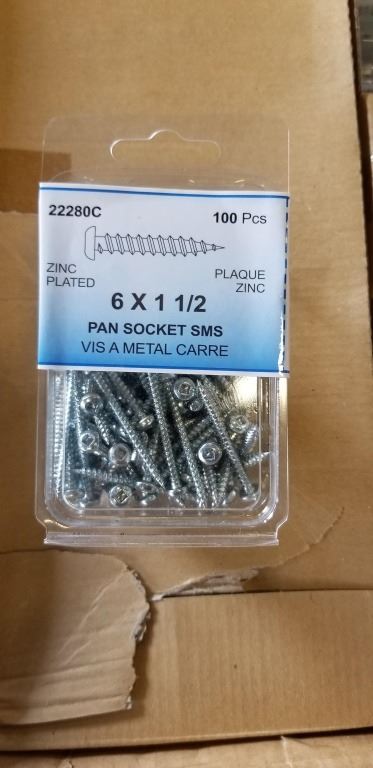 22280C 100 Pcs
ZINC PLAQUE
PLATED ZINC
6 X 1 1/2
PAN SOCKET SMS
VIS A METAL CARRE